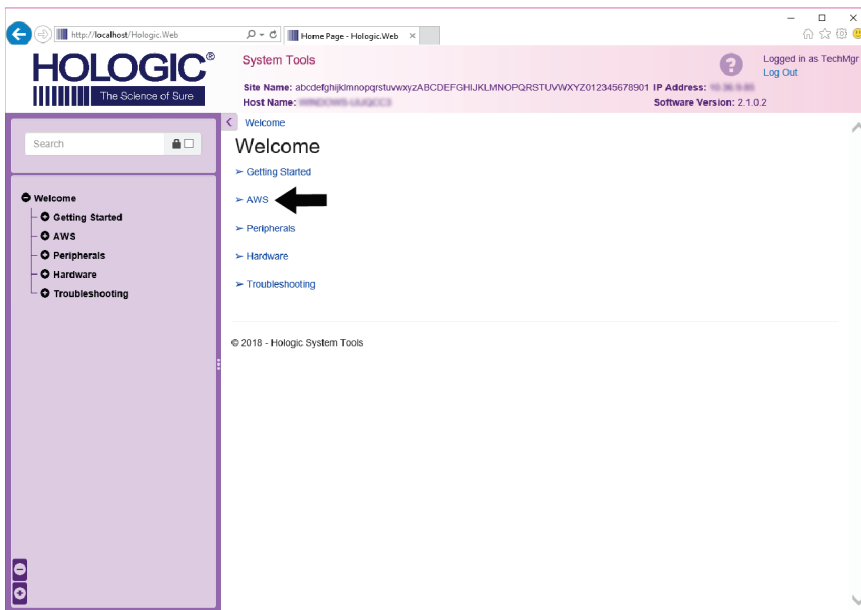 http://localhost/Hologic.Web
Home Page - Hologic.Web
HOLOGIC®
The Science of Sure
System Tools
Logged in as TechMgr
Log Out
Site Name: abcdefghijklmnopqrstuvwxyzABCDEFGHIJKLMNOPQRSTUVWXYZ012345678901 IP Address:
Host Name:
Software Version: 2.1.0.2
Search
Welcome
Getting Started
AWS
Peripherals
Hardware
Troubleshooting
Welcome
Welcome
➢ Getting Started
➢ AWS
➢ Peripherals
➢ Hardware
➢ Troubleshooting
© 2018 - Hologic System Tools